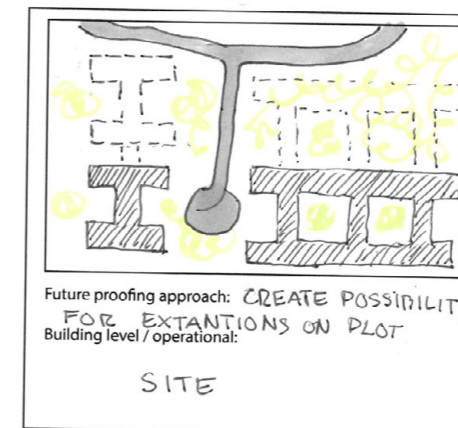 Future proofing approach: CREATE POSSIBILIT
FOR EXTANTIONS ON PLOT
Building level / operational:
SITE